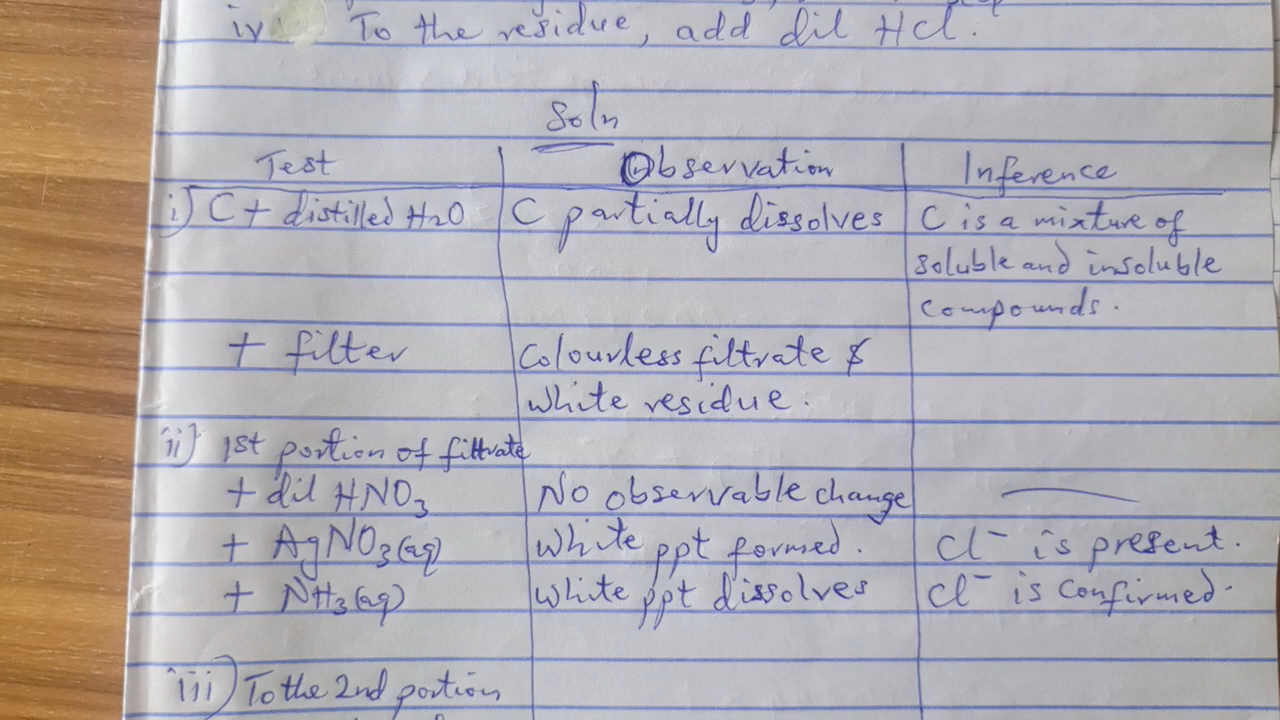 iv To the residue, add dil HCl.
Soln
Test Observation Inference
i) C + distilled H2O C partially dissolves C is a mixture of
soluble and insoluble
compounds.
+ filter Colourless filtrate &
white residue.
ii) 1st portion of filtrate
+ dil HNO3 No observable change —
+ AgNO3(aq) White ppt formed. Cl⁻ is present.
+ NH3(aq) White ppt dissolves Cl⁻ is confirmed.
iii) To the 2nd portion